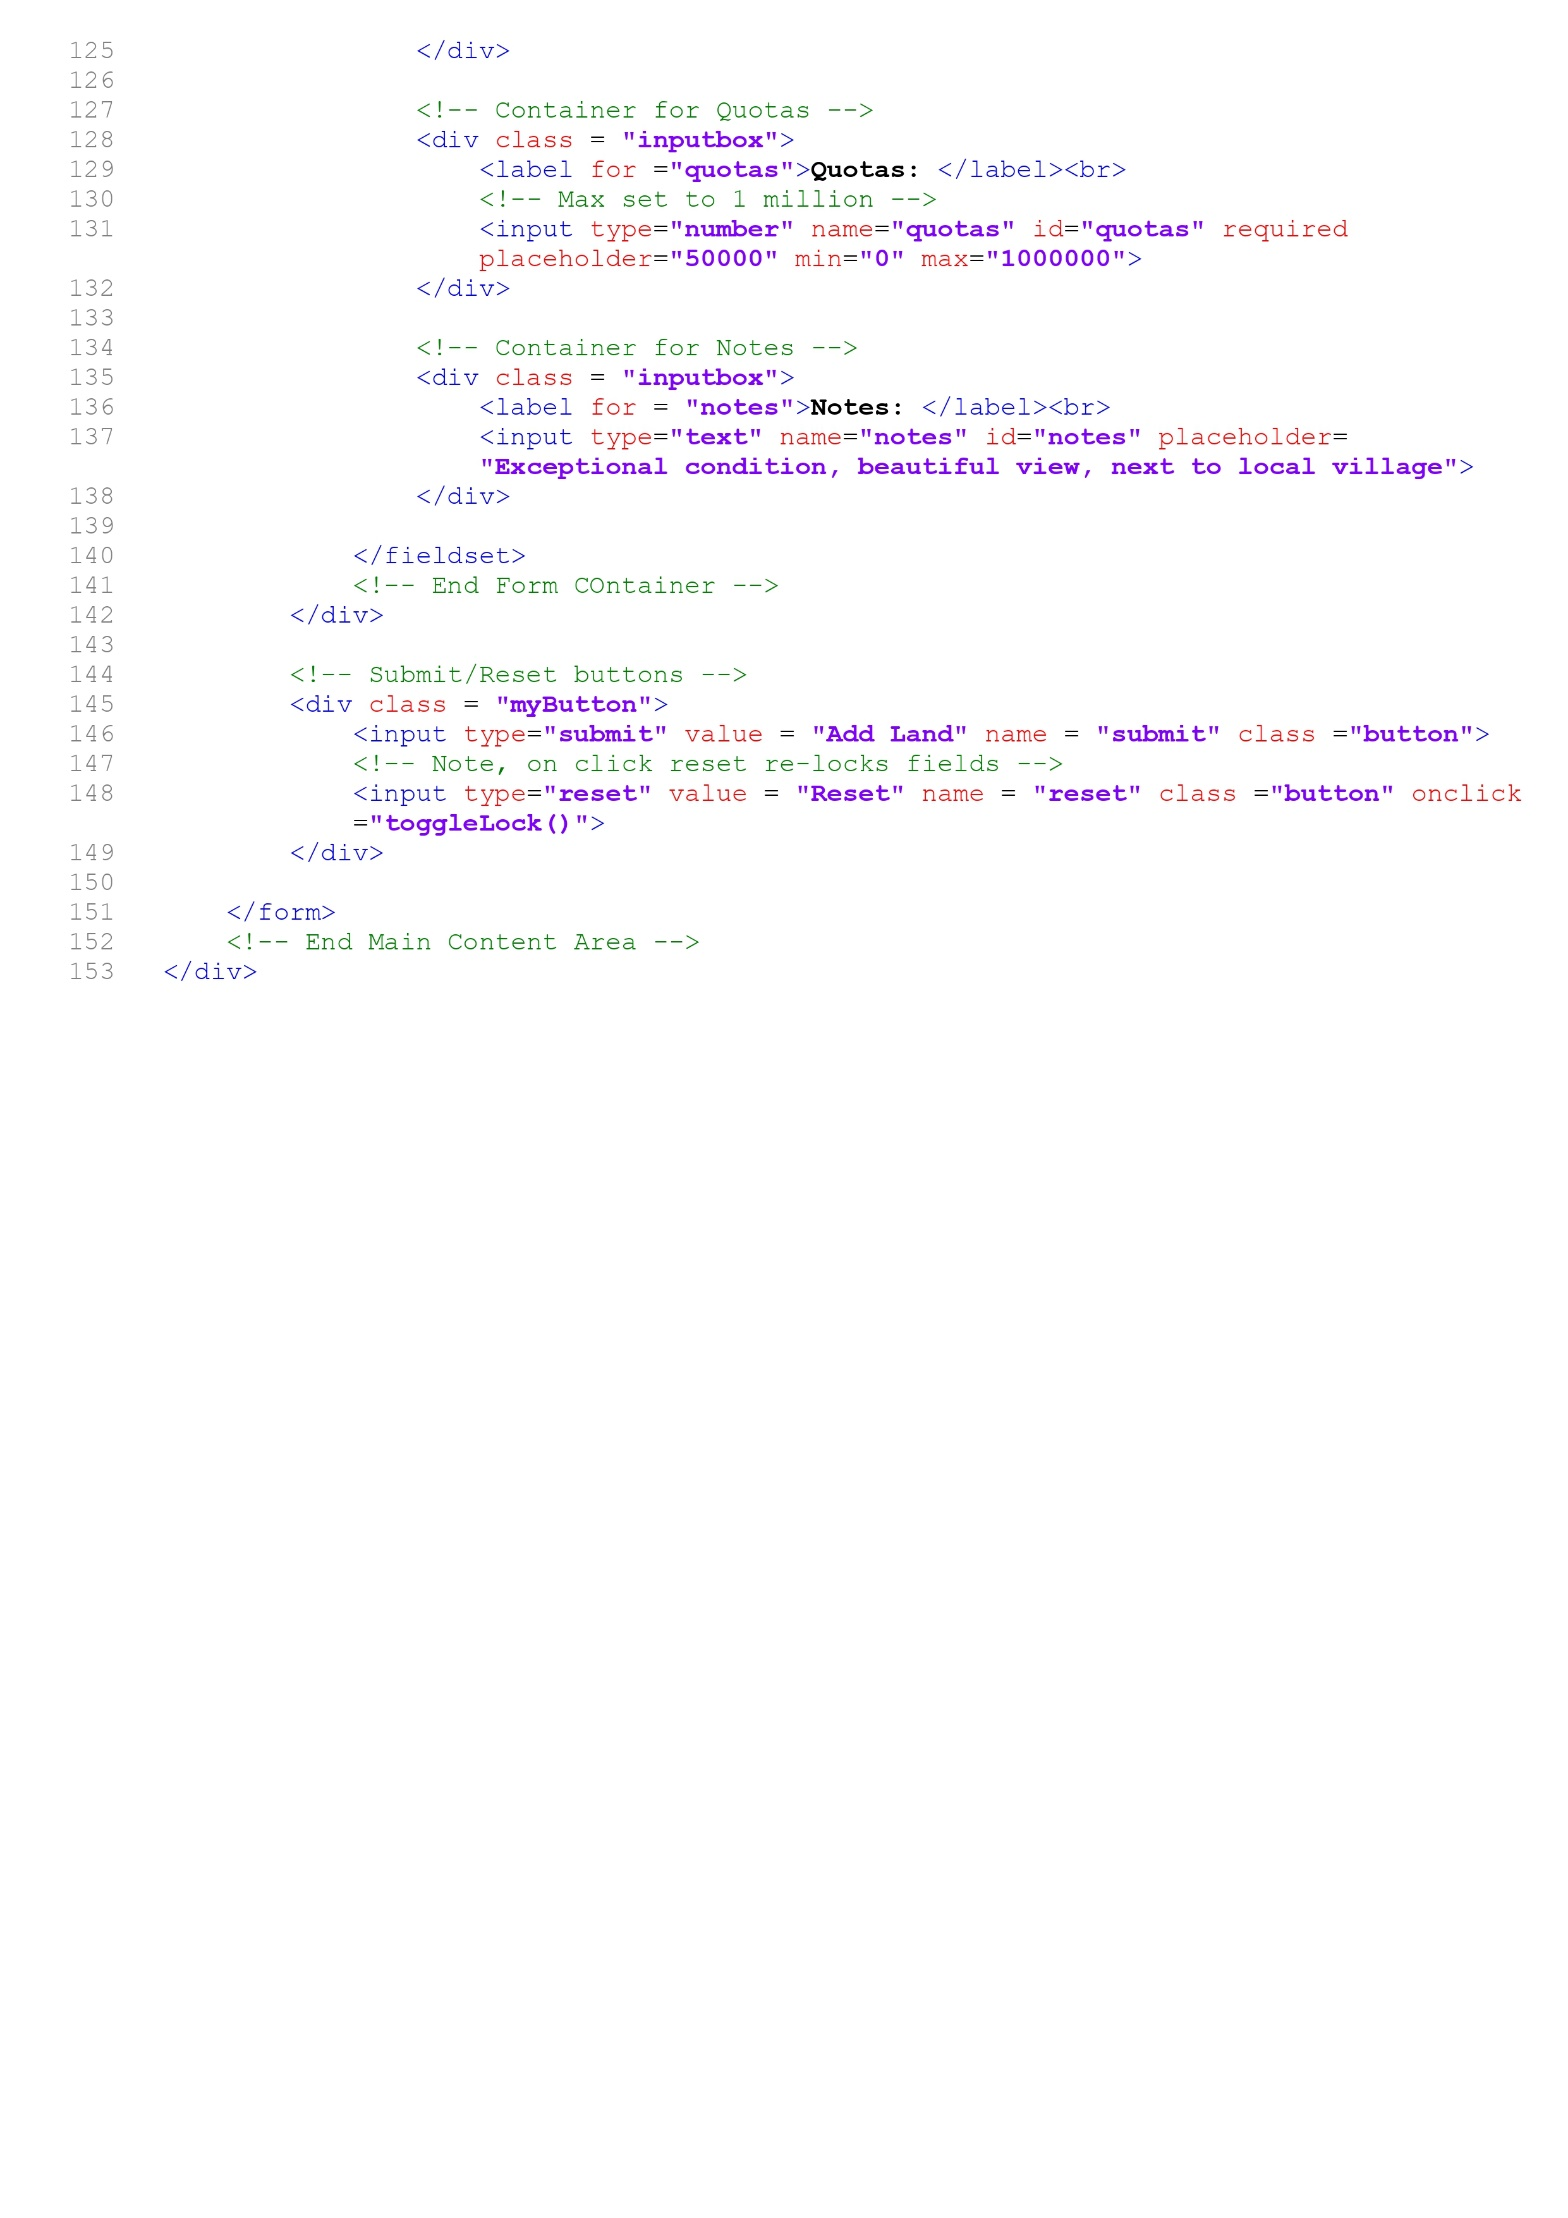 125                   </div>
126
127                   <!-- Container for Quotas -->
128                   <div class = "inputbox">
129                       <label for ="quotas">Quotas: </label><br>
130                       <!-- Max set to 1 million -->
131                       <input type="number" name="quotas" id="quotas" required
                          placeholder="50000" min="0" max="1000000">
132                   </div>
133
134                   <!-- Container for Notes -->
135                   <div class = "inputbox">
136                       <label for = "notes">Notes: </label><br>
137                       <input type="text" name="notes" id="notes" placeholder=
                          "Exceptional condition, beautiful view, next to local village">
138                   </div>
139
140               </fieldset>
141               <!-- End Form COntainer -->
142           </div>
143
144           <!-- Submit/Reset buttons -->
145           <div class = "myButton">
146               <input type="submit" value = "Add Land" name = "submit" class ="button">
147               <!-- Note, on click reset re-locks fields -->
148               <input type="reset" value = "Reset" name = "reset" class ="button" onclick
                  ="toggleLock()">
149           </div>
150
151       </form>
152       <!-- End Main Content Area -->
153   </div>